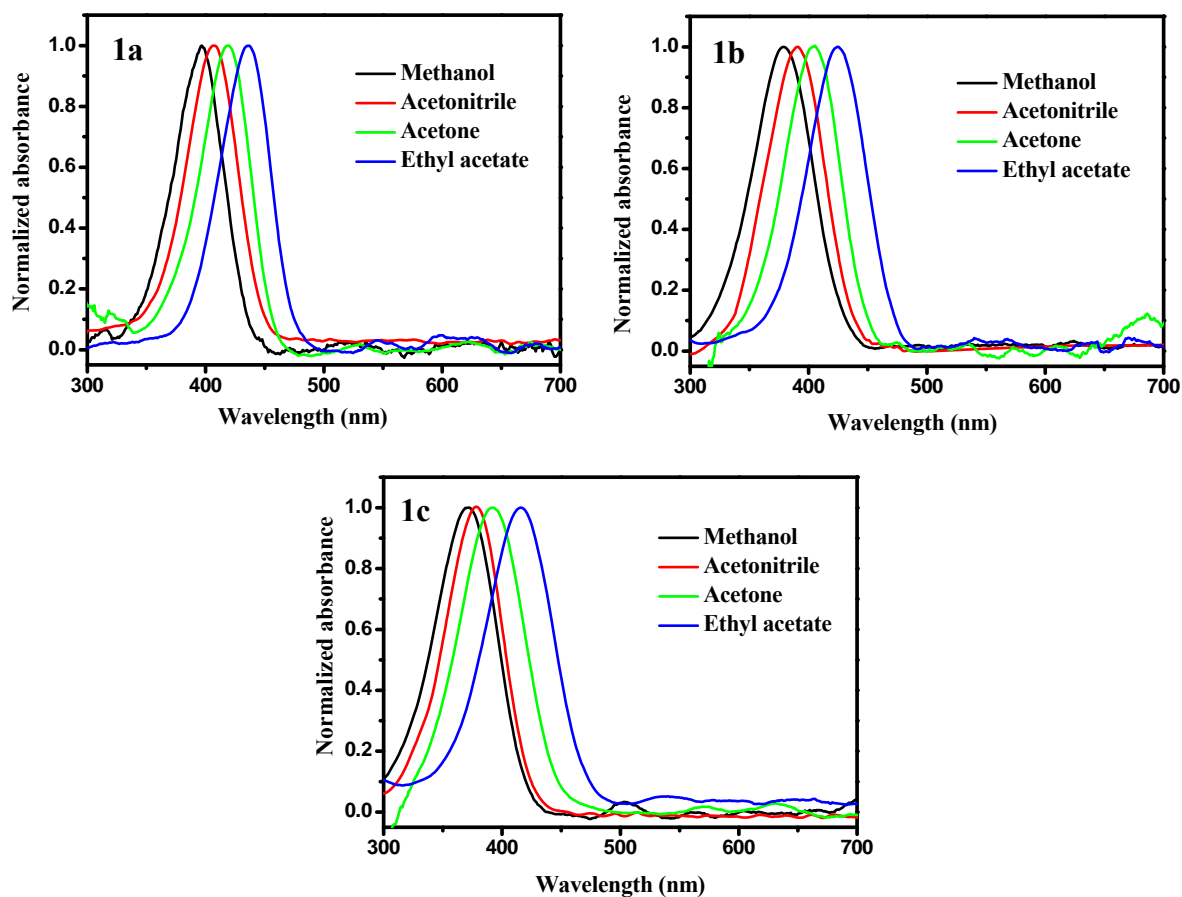 1a
Methanol
Acetonitrile
Acetone
Ethyl acetate
Normalized absorbance
1.0
0.8
0.6
0.4
0.2
0.0
300 400 500 600 700
Wavelength (nm)
1b
Methanol
Acetonitrile
Acetone
Ethyl acetate
Normalized absorbance
1.0
0.8
0.6
0.4
0.2
0.0
300 400 500 600 700
Wavelength (nm)
1c
Methanol
Acetonitrile
Acetone
Ethyl acetate
Normalized absorbance
1.0
0.8
0.6
0.4
0.2
0.0
300 400 500 600 700
Wavelength (nm)